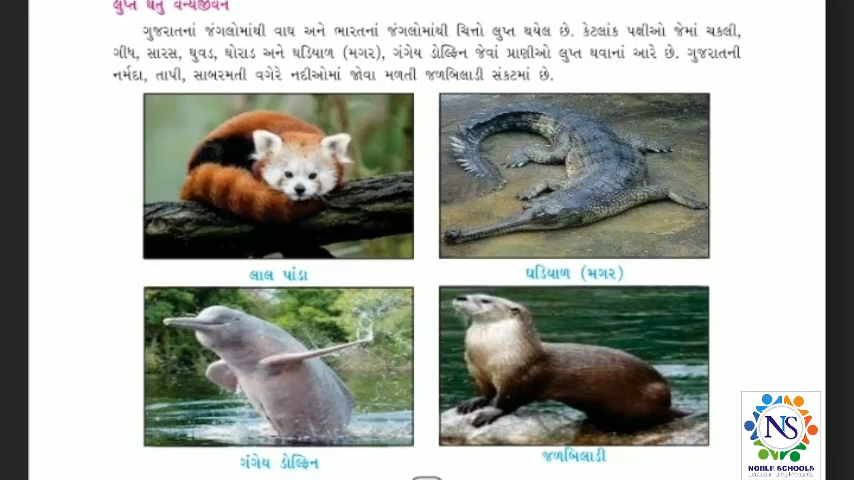 લુપ્ત થતું વન્યજીવન
ગુજરાતનાં જંગલોમાંથી વાઘ અને ભારતનાં જંગલોમાંથી ચિત્તો લુપ્ત થયેલ છે. કેટલાંક પક્ષીઓ જેમાં ચકલી,
ગીધ, સારસ, ઘુવડ, ઘોરાડ અને ઘડિયાળ (મગર), ગંગેય ડોલ્ફિન જેવાં પ્રાણીઓ લુપ્ત થવાનાં આરે છે. ગુજરાતની
નર્મદા, તાપી, સાબરમતી વગેરે નદીઓમાં જોવા મળતી જળબિલાડી સંકટમાં છે.
લાલ પાંડા
ઘડિયાળ (મગર)
ગંગેય ડોલ્ફિન
જળબિલાડી
NS
NOBLE SCHOOLS